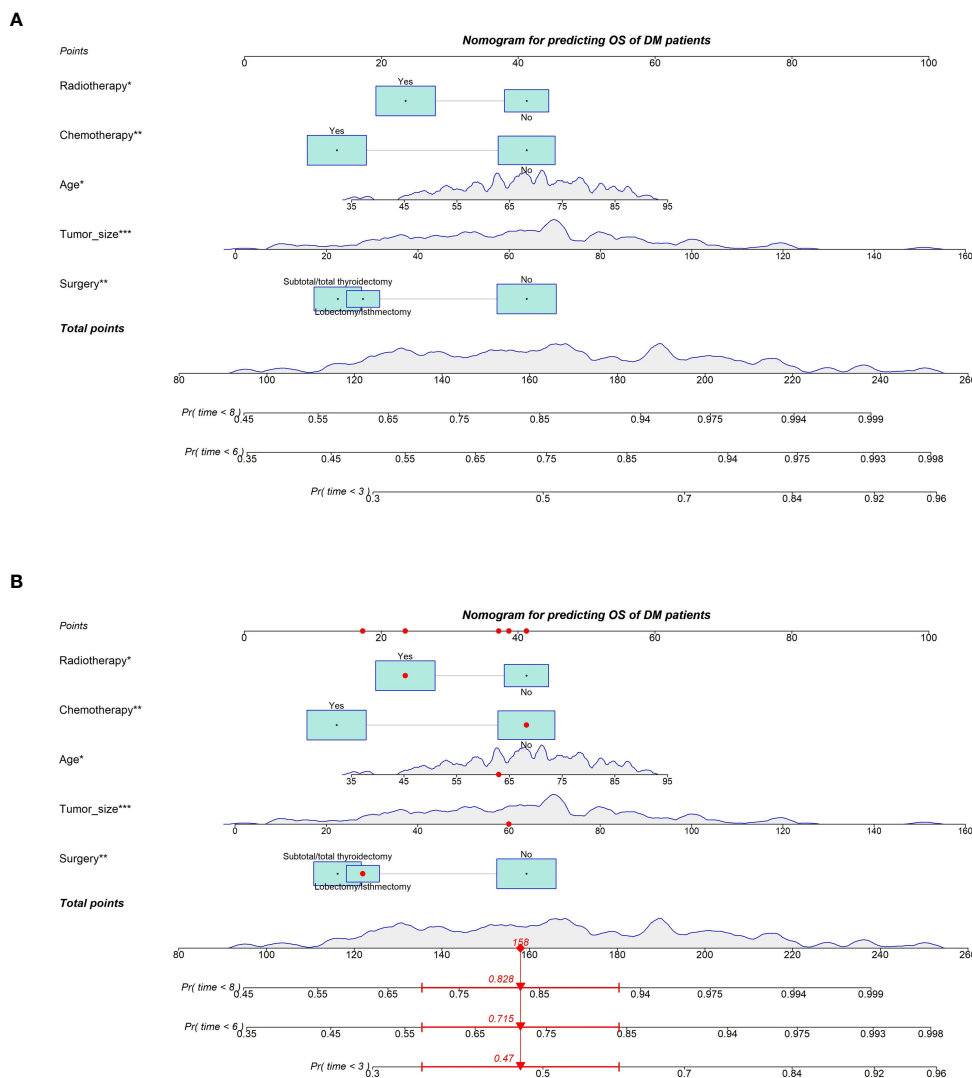 A
Nomogram for predicting OS of DM patients
Points
0 20 40 60 80 100
Radiotherapy*
Yes
No
Chemotherapy**
Yes
No
Age*
35 45 55 65 75 85 95
Tumor_size***
0 20 40 60 80 100 120 140 160
Surgery**
Subtotal/total thyroidectomy
No
Lobectomy/Isthmectomy
Total points
80 100 120 140 160 180 200 220 240 260
Pr( time < 8 )
0.45 0.55 0.65 0.75 0.85 0.94 0.975 0.994 0.999
Pr( time < 6 )
0.35 0.45 0.55 0.65 0.75 0.85 0.94 0.975 0.993 0.998
Pr( time < 3 )
0.3 0.5 0.7 0.84 0.92 0.96
B
Nomogram for predicting OS of DM patients
Points
0 20 40 60 80 100
Radiotherapy*
Yes
No
Chemotherapy**
Yes
No
Age*
35 45 55 65 75 85 95
Tumor_size***
0 20 40 60 80 100 120 140 160
Surgery**
Subtotal/total thyroidectomy
No
Lobectomy/Isthmectomy
Total points
158
80 100 120 140 160 180 200 220 240 260
0.828
Pr( time < 8 )
0.45 0.55 0.65 0.75 0.85 0.94 0.975 0.994 0.999
0.715
Pr( time < 6 )
0.35 0.45 0.55 0.65 0.75 0.85 0.94 0.975 0.993 0.998
0.47
Pr( time < 3 )
0.3 0.5 0.7 0.84 0.92 0.96